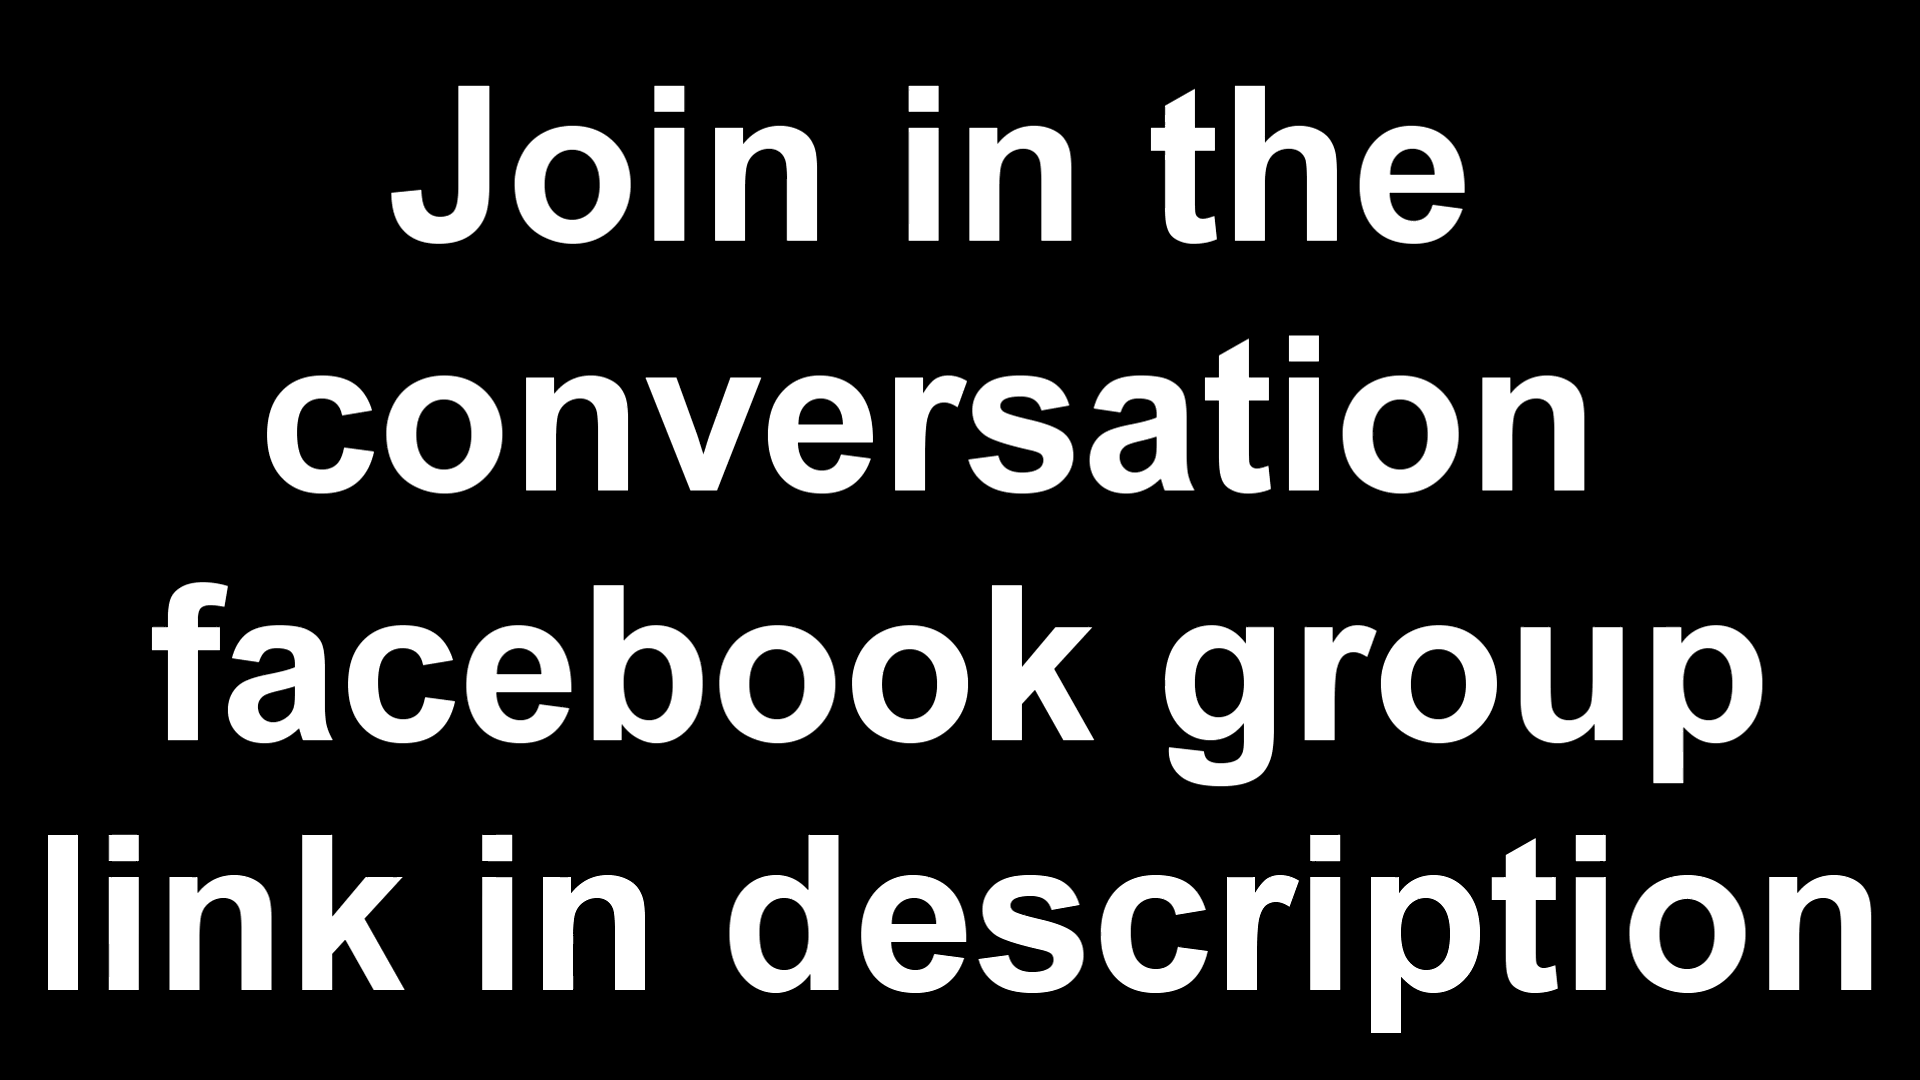 Join in the
conversation
facebook group
link in description